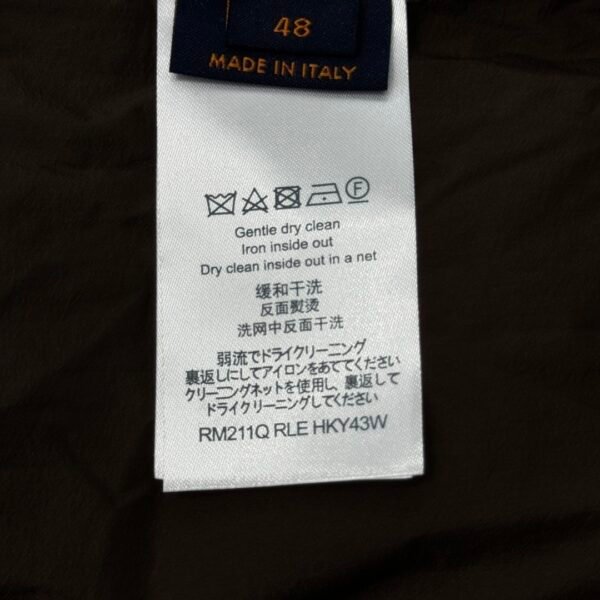 48
MADE IN ITALY
Gentle dry clean
Iron inside out
Dry clean inside out in a net
缓和干洗
反面熨烫
洗网中反面干洗
弱流でドライクリーニング
裏返しにしてアイロンをあててください
クリーニングネットを使用し、裏返して
ドライクリーニングしてください
RM211Q RLE HKY43W